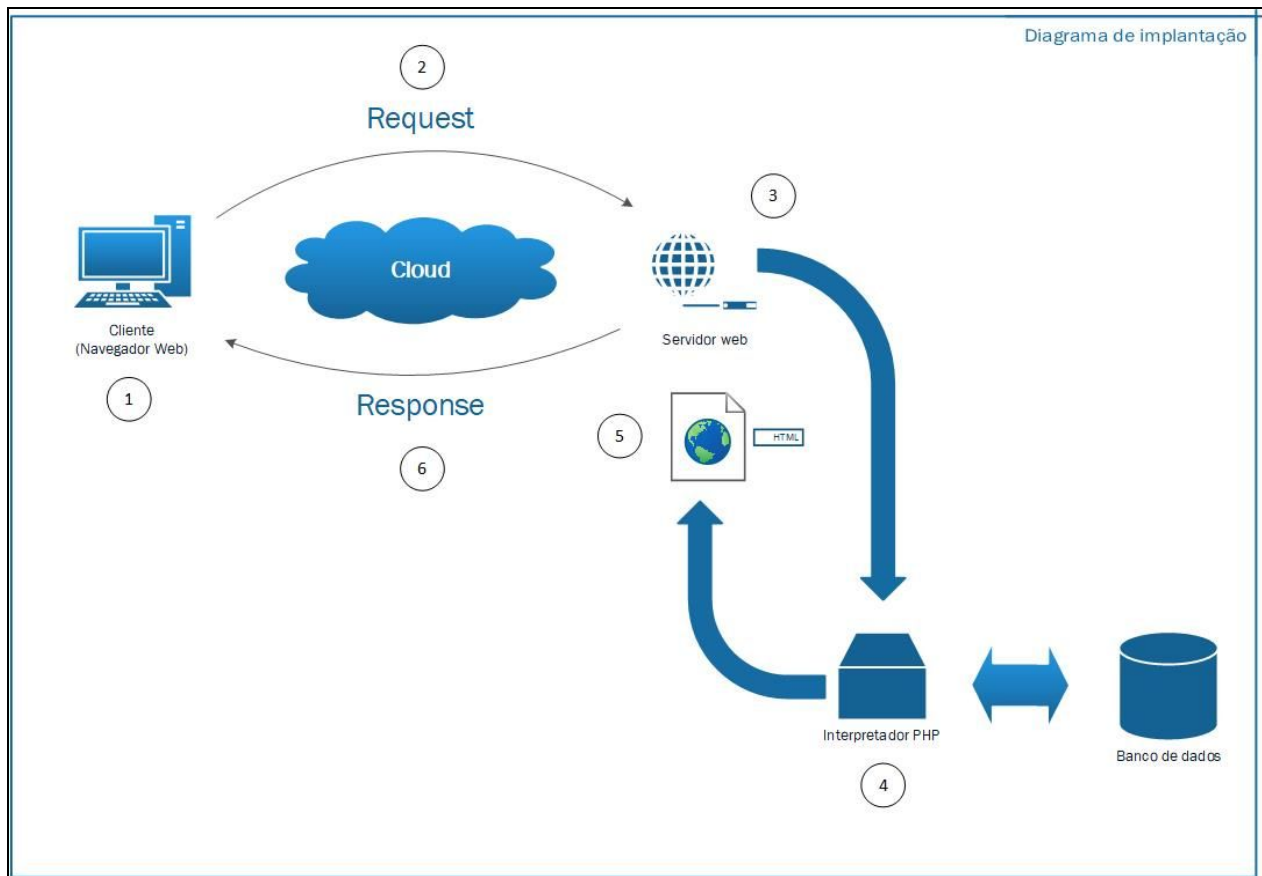 Diagrama de implantação
2
Request
3
Cloud
Cliente
(Navegador Web)
1
Servidor web
Response
6
5
HTML
Interpretador PHP
4
Banco de dados